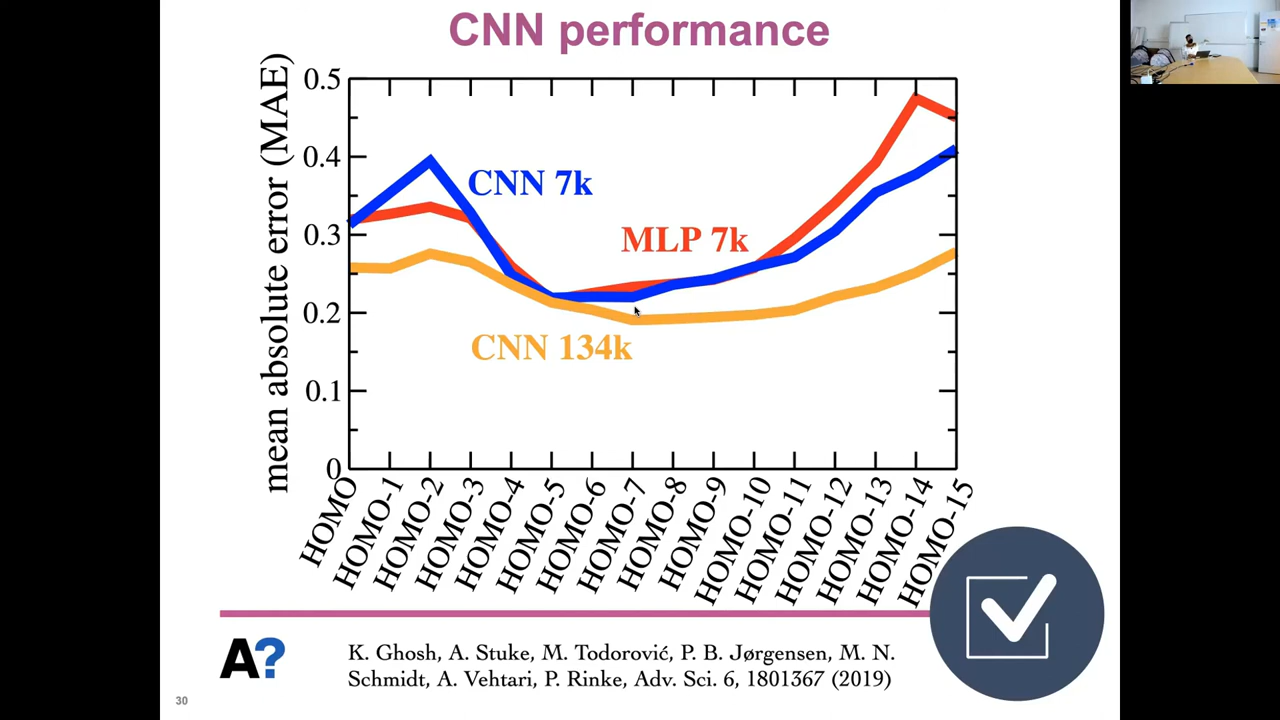 CNN performance
mean absolute error (MAE)
0.5
0.4
0.3
0.2
0.1
0
CNN 7k
MLP 7k
CNN 134k
HOMO
HOMO-1
HOMO-2
HOMO-3
HOMO-4
HOMO-5
HOMO-6
HOMO-7
HOMO-8
HOMO-9
HOMO-10
HOMO-11
HOMO-12
HOMO-13
HOMO-14
HOMO-15
A?
K. Ghosh, A. Stuke, M. Todorović, P. B. Jørgensen, M. N.
Schmidt, A. Vehtari, P. Rinke, Adv. Sci. 6, 1801367 (2019)
30